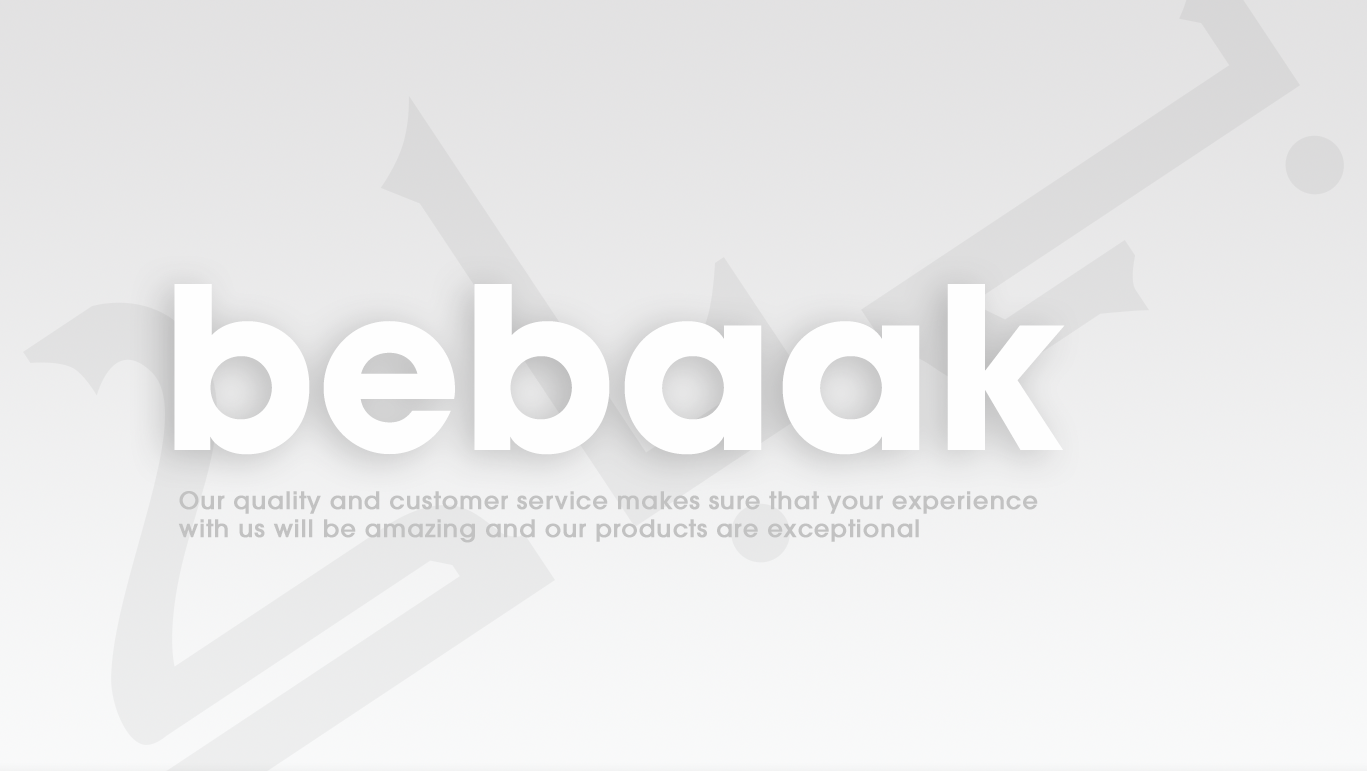 bebaak
Our quality and customer service makes sure that your experience
with us will be amazing and our products are exceptional